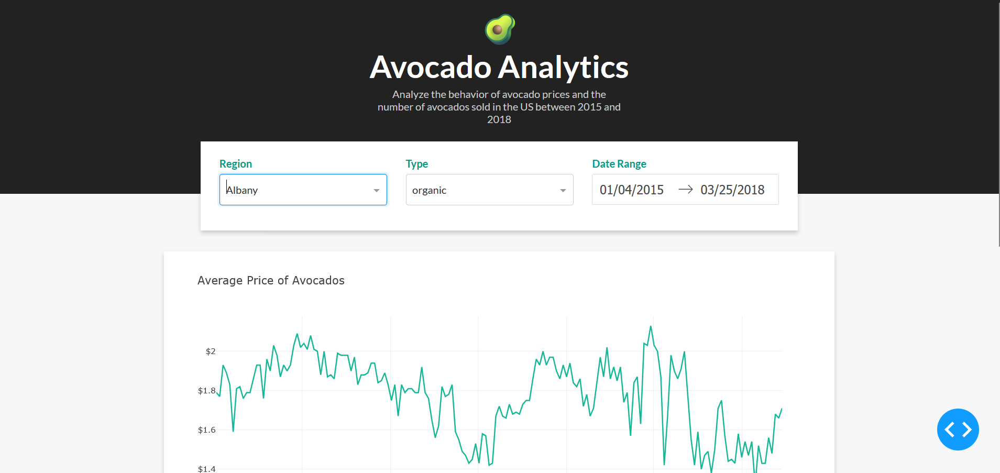 Avocado Analytics
Analyze the behavior of avocado prices and the
number of avocados sold in the US between 2015 and
2018
Region
Albany
Type
organic
Date Range
01/04/2015 → 03/25/2018
Average Price of Avocados
$2
$1.8
$1.6
$1.4